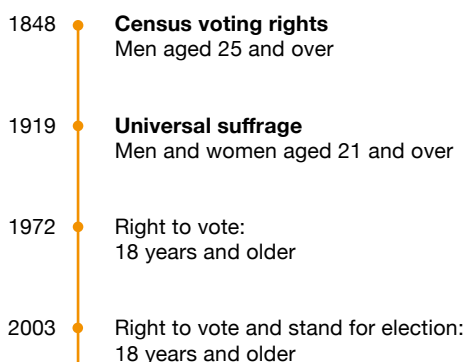 1848
Census voting rights
Men aged 25 and over
1919
Universal suffrage
Men and women aged 21 and over
1972
Right to vote:
18 years and older
2003
Right to vote and stand for election:
18 years and older